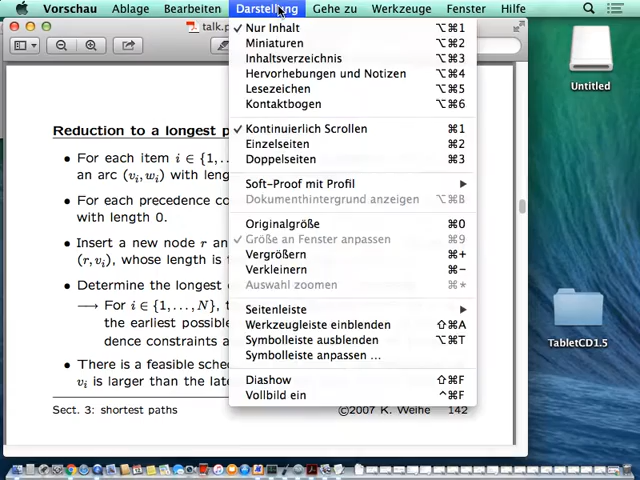 Vorschau Ablage Bearbeiten Darstellung Gehe zu Werkzeuge Fenster Hilfe
talk.p
Untitled
TabletCD1.5
✓ Nur Inhalt ⌥⌘1
Miniaturen ⌥⌘2
Inhaltsverzeichnis ⌥⌘3
Hervorhebungen und Notizen ⌥⌘4
Lesezeichen ⌥⌘5
Kontaktbogen ⌥⌘6
✓ Kontinuierlich Scrollen ⌘1
Einzelseiten ⌘2
Doppelseiten ⌘3
Soft-Proof mit Profil
Dokumenthintergrund anzeigen ⌥⌘B
Originalgröße ⌘0
✓ Größe an Fenster anpassen ⌘9
Vergrößern ⌘+
Verkleinern ⌘−
Auswahl zoomen ⌘*
Seitenleiste
Werkzeugleiste einblenden ⇧⌘A
Symbolleiste ausblenden ⌥⌘T
Symbolleiste anpassen ...
Diashow ⇧⌘F
Vollbild ein ^⌘F
Reduction to a longest p
• For each item i ∈ {1,...
an arc (vᵢ, wᵢ) with leng
• For each precedence co
with length 0.
• Insert a new node r an
(r, vᵢ), whose length is
• Determine the longest
→ For i ∈ {1,...,N}, t
the earliest possible
dence constraints a
• There is a feasible sche
vᵢ is larger than the late
Sect. 3: shortest paths ©2007 K. Weihe 142